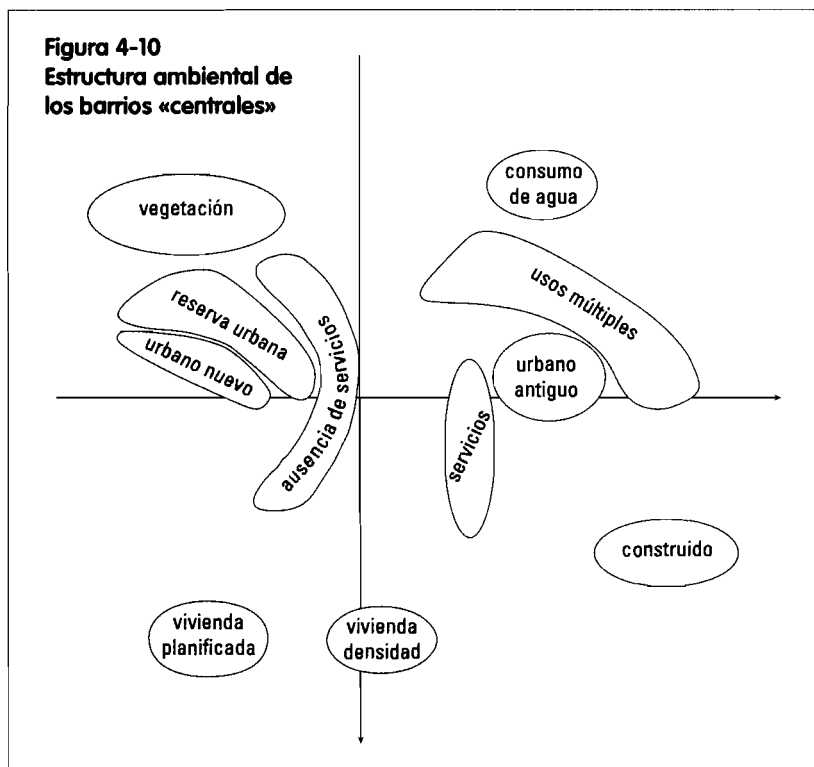 Figura 4-10
Estructura ambiental de
los barrios «centrales»
consumo
de agua
vegetación
usos múltiples
reserva urbana
urbano nuevo
ausencia de servicios
urbano
antiguo
servicios
construido
vivienda
planificada
vivienda
densidad